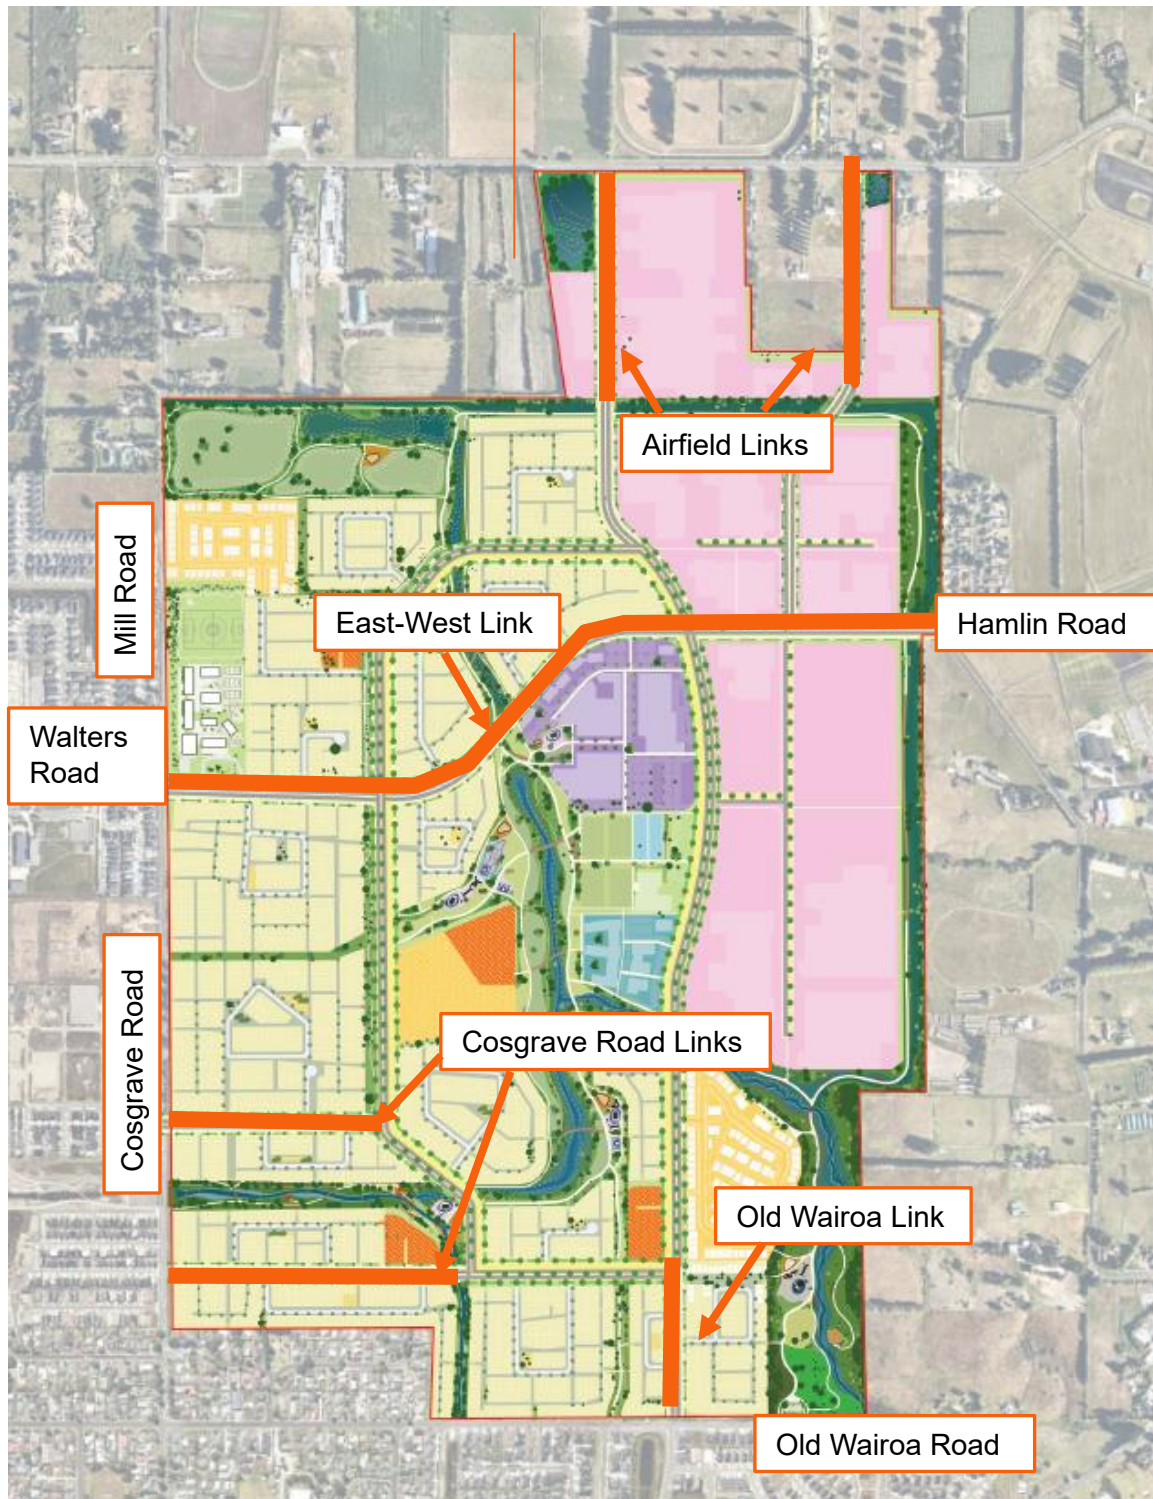 Airfield Links
Mill Road
East-West Link
Hamlin Road
Walters
Road
Cosgrave Road
Cosgrave Road Links
Old Wairoa Link
Old Wairoa Road